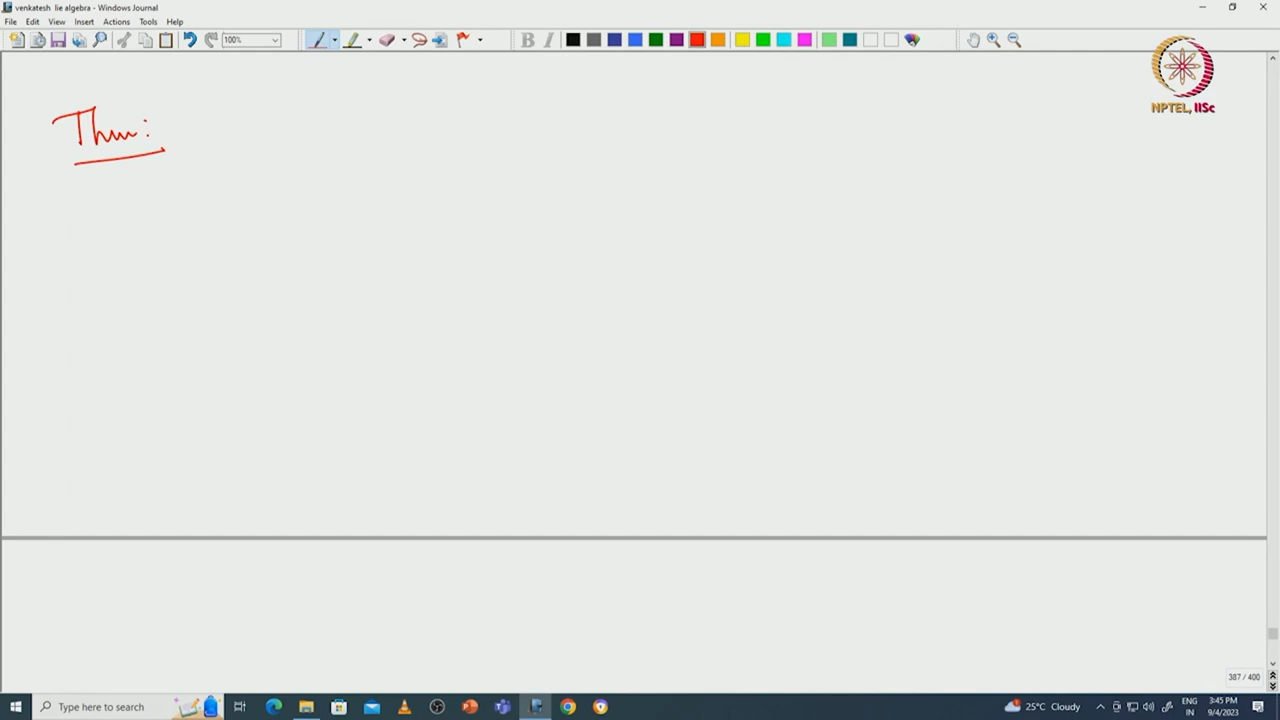 venkatesh lie algebra - Windows Journal
File Edit View Insert Actions Tools Help
100%
B I
NPTEL, IISc
Thm:
387 / 400
Type here to search
25°C Cloudy
ENG
IN
3:45 PM
9/4/2023